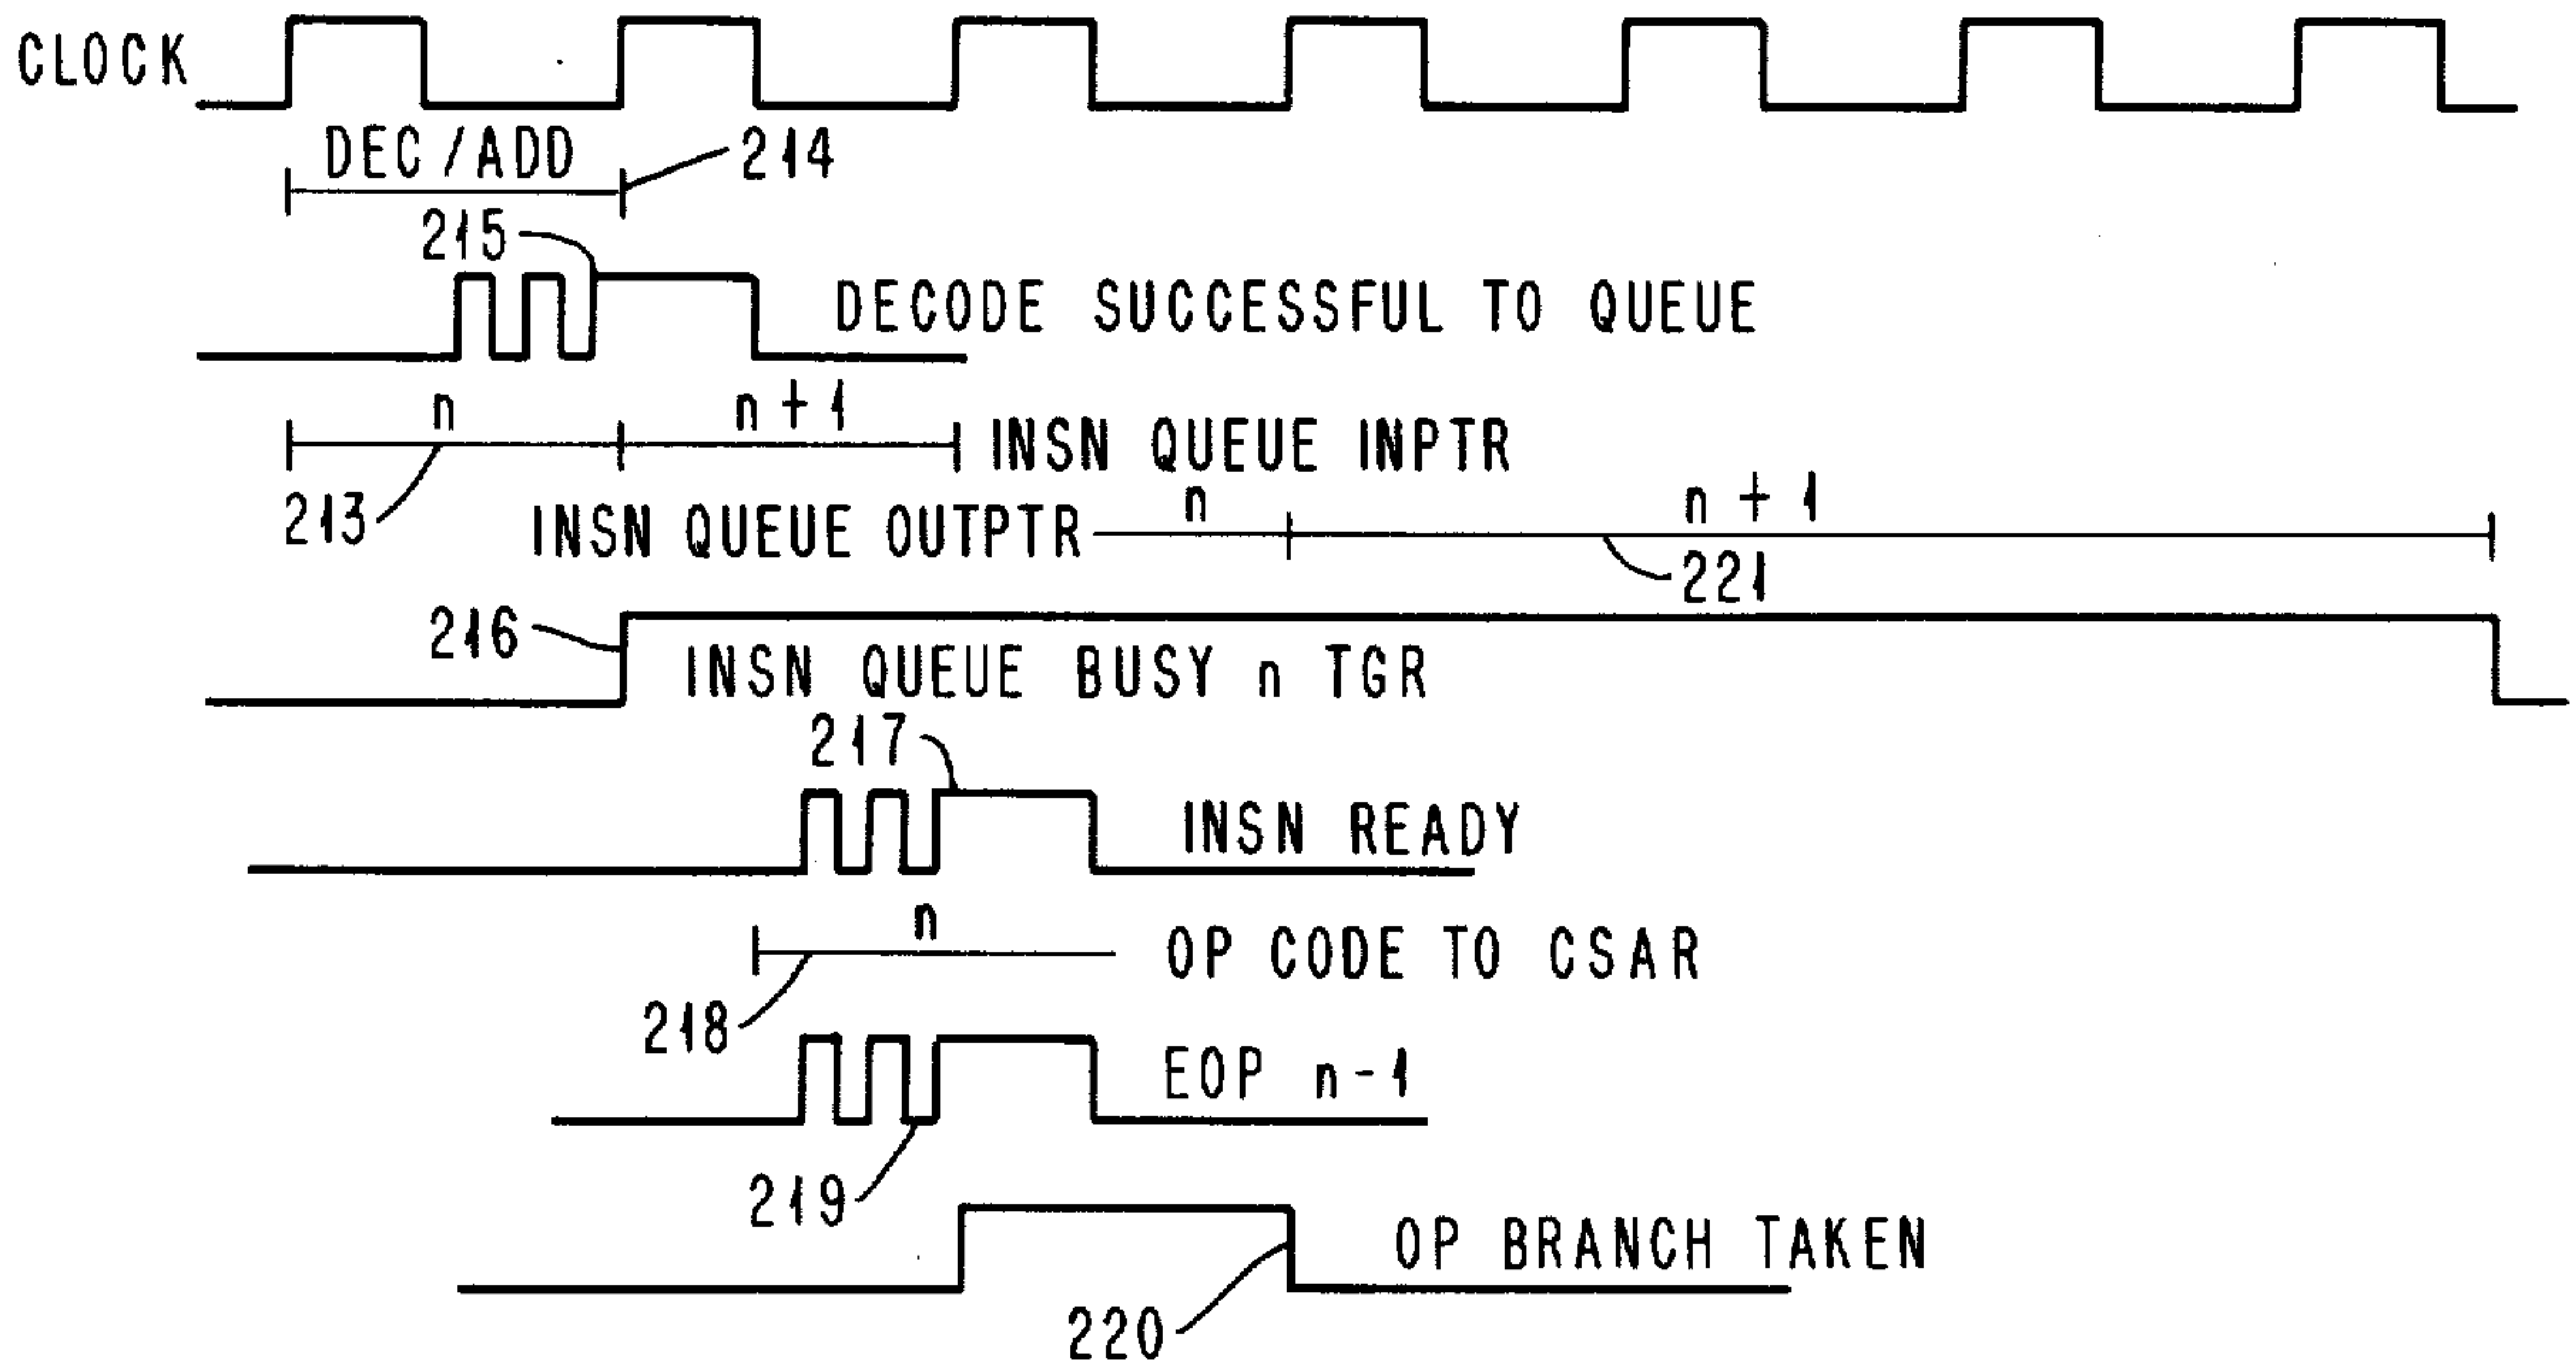 CLOCK
DEC/ADD
214
215
DECODE SUCCESSFUL TO QUEUE
n
n+1
INSN QUEUE INPTR
213
INSN QUEUE OUTPTR
n
n+1
221
216
INSN QUEUE BUSY n TGR
217
INSN READY
n
OP CODE TO CSAR
218
EOP n-1
219
OP BRANCH TAKEN
220